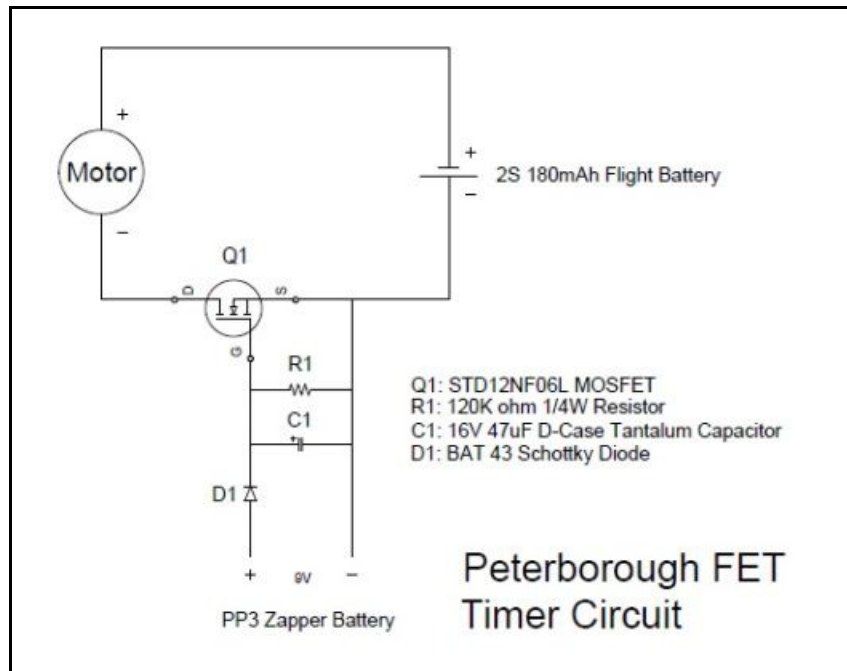 +
Motor
−
+
−
2S 180mAh Flight Battery
Q1
D
S
G
R1
C1
+
D1
+ 9V −
PP3 Zapper Battery
Q1: STD12NF06L MOSFET
R1: 120K ohm 1/4W Resistor
C1: 16V 47uF D-Case Tantalum Capacitor
D1: BAT 43 Schottky Diode
Peterborough FET
Timer Circuit